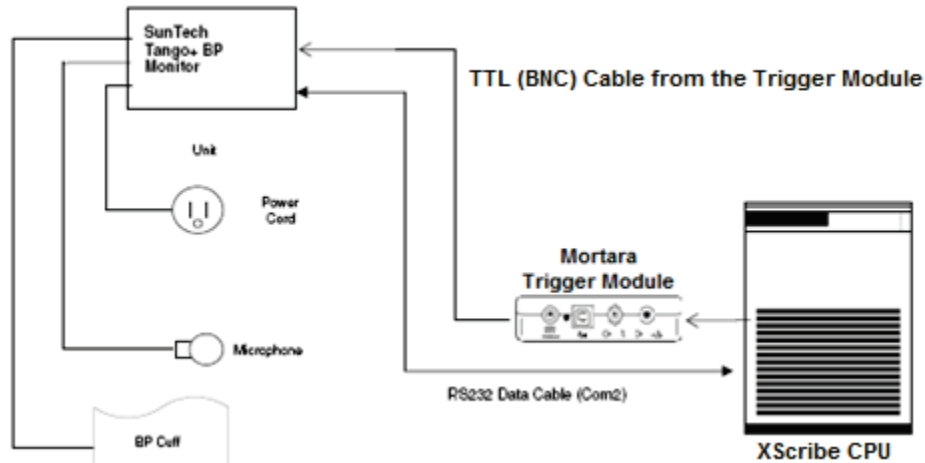 SunTech
Tango+ BP
Monitor
TTL (BNC) Cable from the Trigger Module
Unit
Power
Cord
Mortara
Trigger Module
Microphone
RS232 Data Cable (Com2)
BP Cuff
XScribe CPU